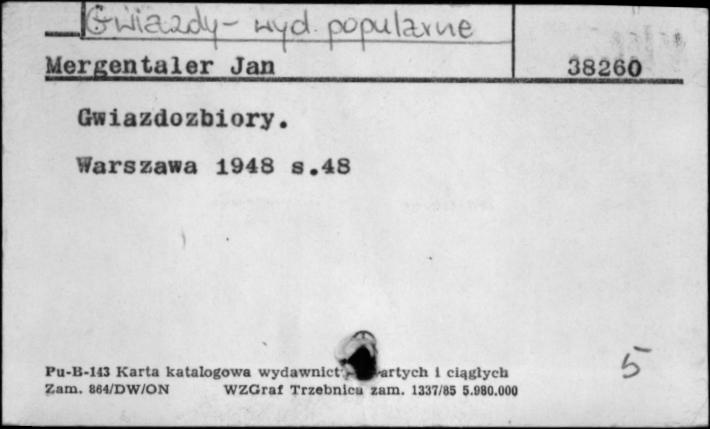 Gwiazdy - wyd. popularne
Mergentaler Jan 38260
Gwiazdozbiory.
Warszawa 1948 s.48
Pu-B-143 Karta katalogowa wydawnict artych i ciągłych
5
Zam. 864/DW/ON WZGraf Trzebnica zam. 1337/85 5.980.000